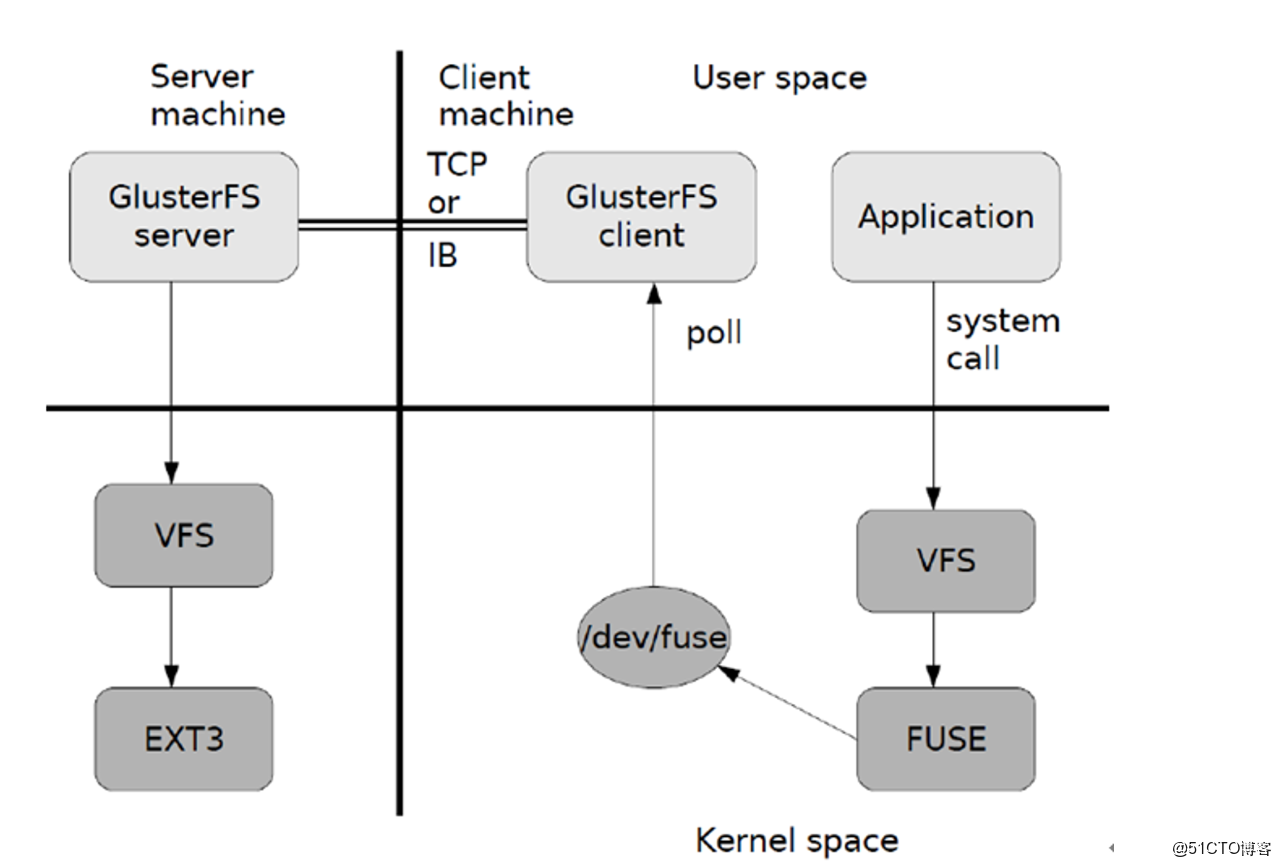 Server
machine
Client
machine
User space
GlusterFS
server
TCP
or
IB
GlusterFS
client
Application
poll
system
call
VFS
VFS
/dev/fuse
EXT3
FUSE
Kernel space
@51CTO博客